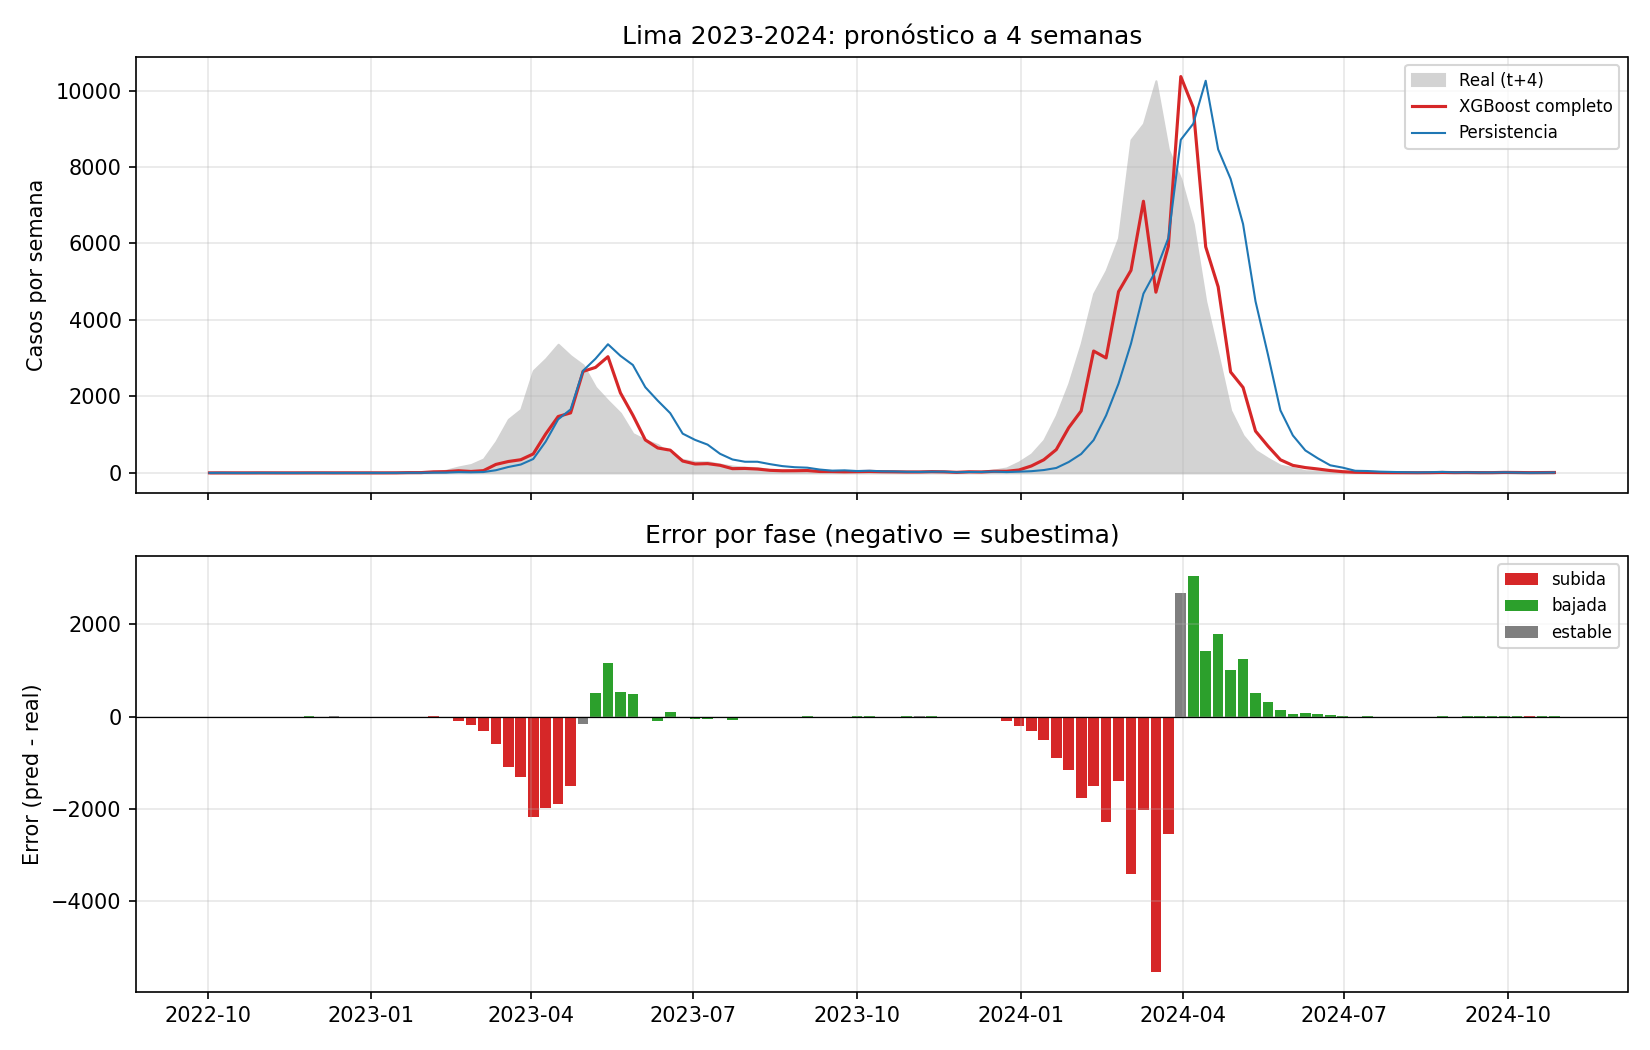 Lima 2023-2024: pronóstico a 4 semanas
Casos por semana
10000
8000
6000
4000
2000
0
Real (t+4)
XGBoost completo
Persistencia
Error por fase (negativo = subestima)
Error (pred - real)
2000
0
−2000
−4000
subida
bajada
estable
2022-10
2023-01
2023-04
2023-07
2023-10
2024-01
2024-04
2024-07
2024-10